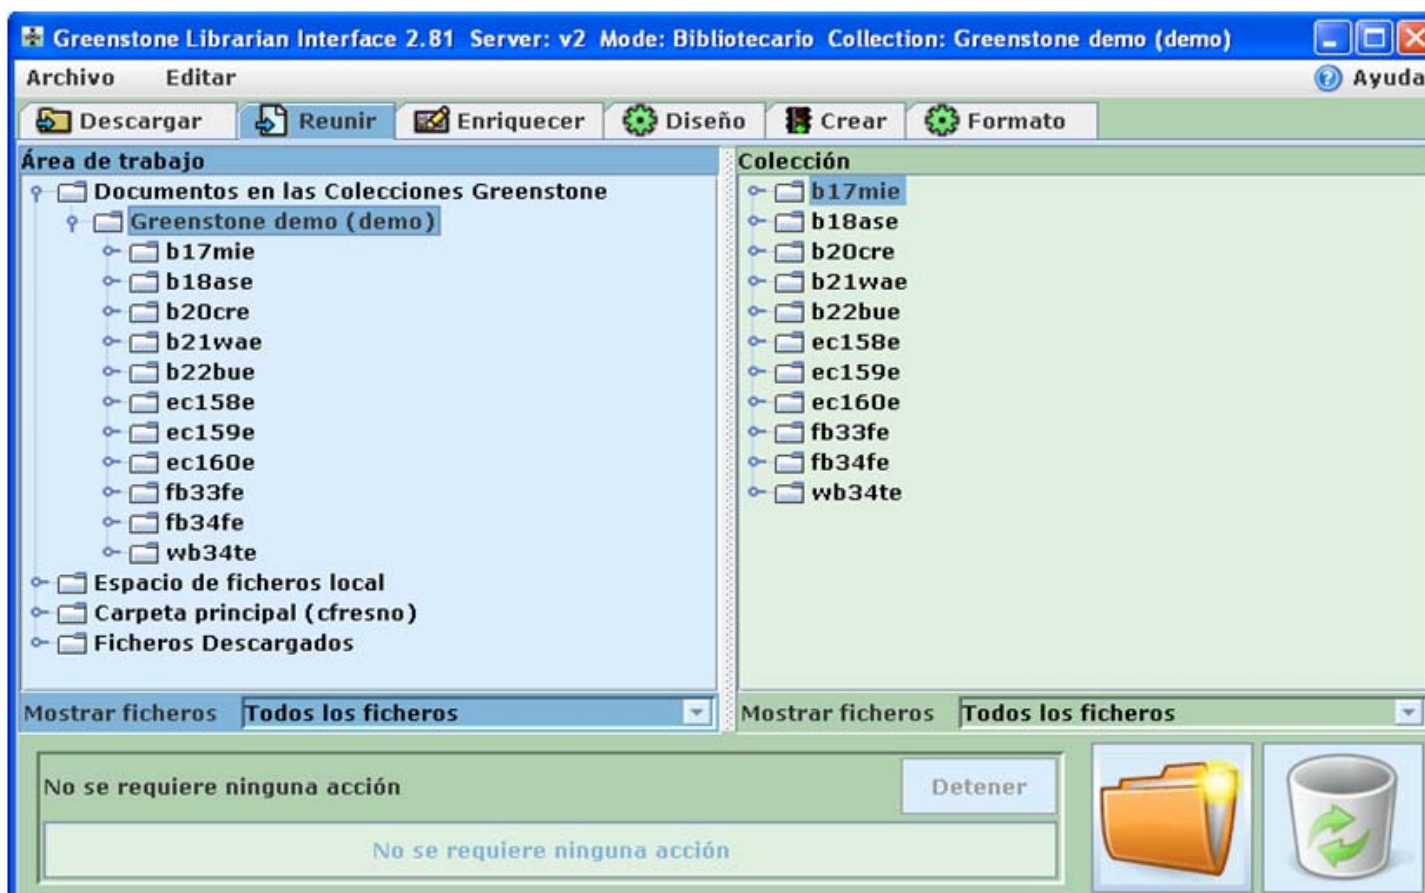 Greenstone Librarian Interface 2.81 Server: v2 Mode: Bibliotecario Collection: Greenstone demo (demo)
Archivo Editar Ayuda
Descargar Reunir Enriquecer Diseño Crear Formato
Área de trabajo
Documentos en las Colecciones Greenstone
Greenstone demo (demo)
b17mie
b18ase
b20cre
b21wae
b22bue
ec158e
ec159e
ec160e
fb33fe
fb34fe
wb34te
Espacio de ficheros local
Carpeta principal (cfresno)
Ficheros Descargados
Mostrar ficheros Todos los ficheros
Colección
b17mie
b18ase
b20cre
b21wae
b22bue
ec158e
ec159e
ec160e
fb33fe
fb34fe
wb34te
Mostrar ficheros Todos los ficheros
No se requiere ninguna acción Detener
No se requiere ninguna acción